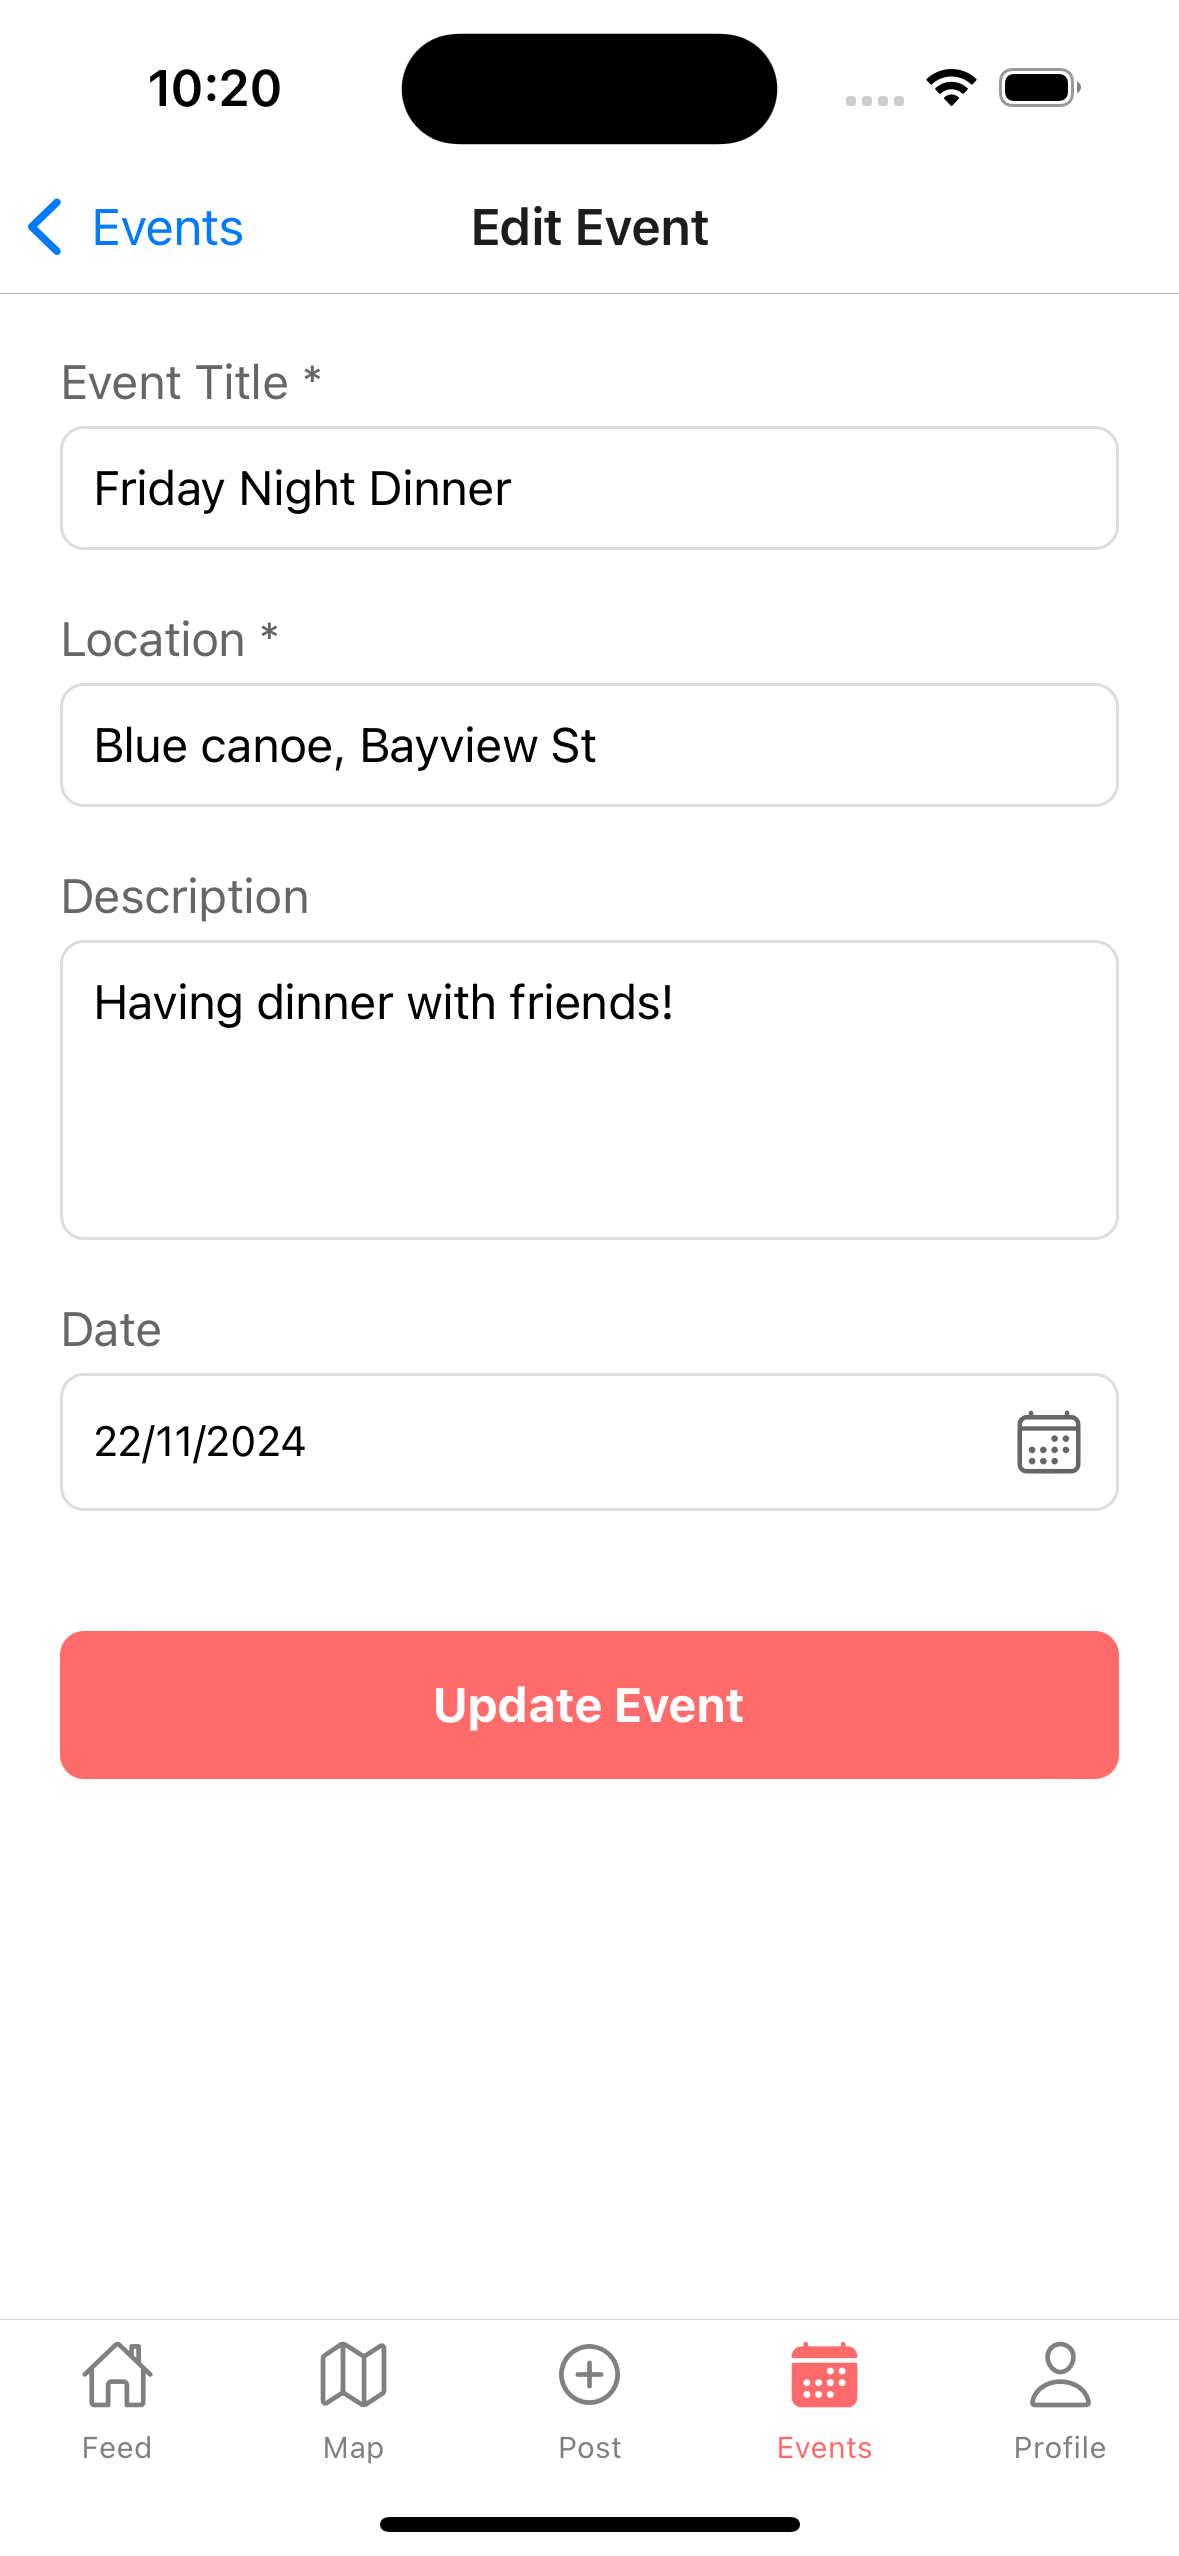 10:20
Events
Edit Event
Event Title *
Friday Night Dinner
Location *
Blue canoe, Bayview St
Description
Having dinner with friends!
Date
22/11/2024
Update Event
Feed
Map
Post
Events
Profile